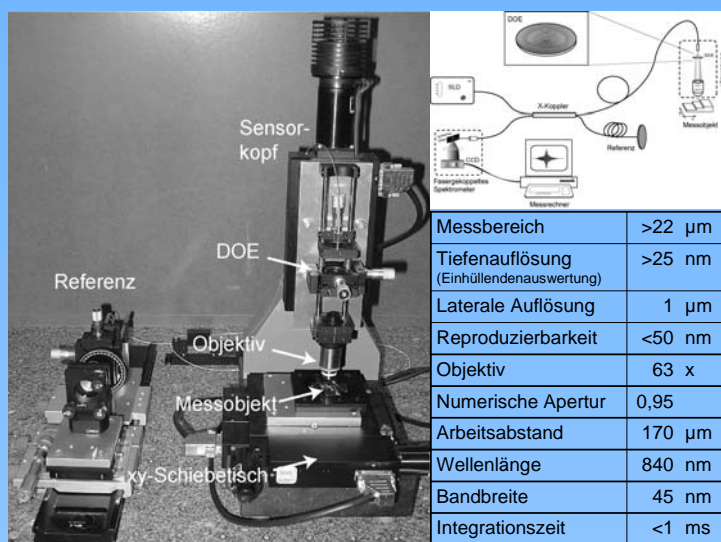 Sensor-
kopf
DOE
Referenz
Objektiv
Messobjekt
xy-Schiebetisch
DOE
SLD
X-Koppler
Messobjekt
Referenz
CCD
Fasergekoppeltes
Spektrometer
Messrechner
Messbereich >22 µm
Tiefenauflösung >25 nm
(Einhüllendenauswertung)
Laterale Auflösung 1 µm
Reproduzierbarkeit <50 nm
Objektiv 63 x
Numerische Apertur 0,95
Arbeitsabstand 170 µm
Wellenlänge 840 nm
Bandbreite 45 nm
Integrationszeit <1 ms